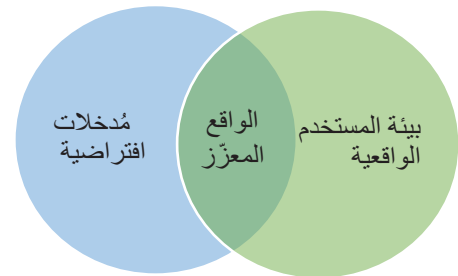 بيئة المستخدم
الواقعية
الواقع
المعزّز
مُدخلات
افتراضية